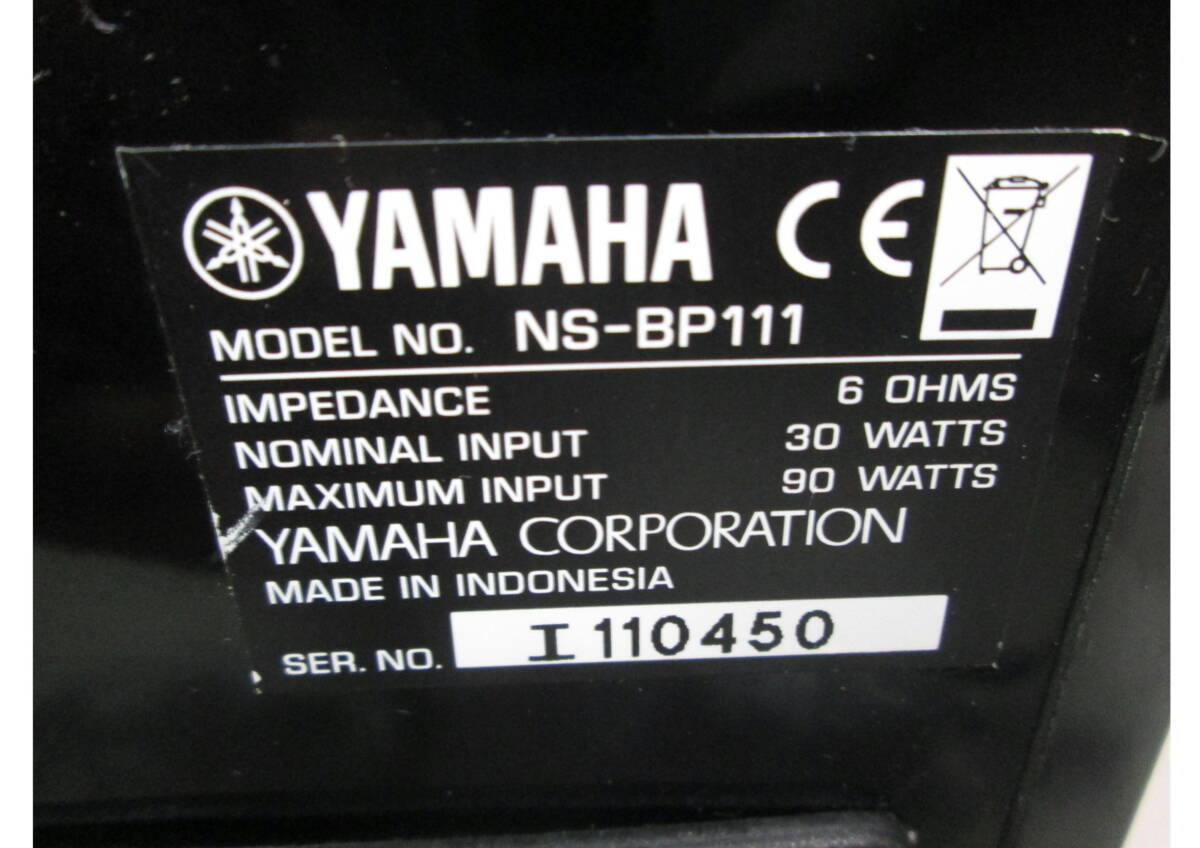 YAMAHA CE
MODEL NO. NS-BP111
IMPEDANCE 6 OHMS
NOMINAL INPUT 30 WATTS
MAXIMUM INPUT 90 WATTS
YAMAHA CORPORATION
MADE IN INDONESIA
SER. NO. I 110450